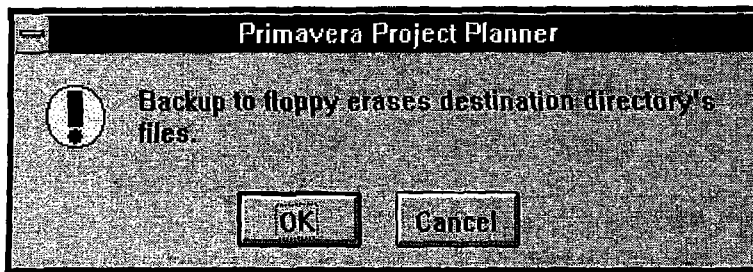 Primavera Project Planner
Backup to floppy erases destination directory's
files.
OK Cancel